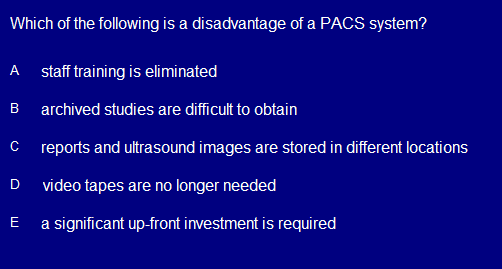 Which of the following is a disadvantage of a PACS system?
A staff training is eliminated
B archived studies are difficult to obtain
C reports and ultrasound images are stored in different locations
D video tapes are no longer needed
E a significant up-front investment is required